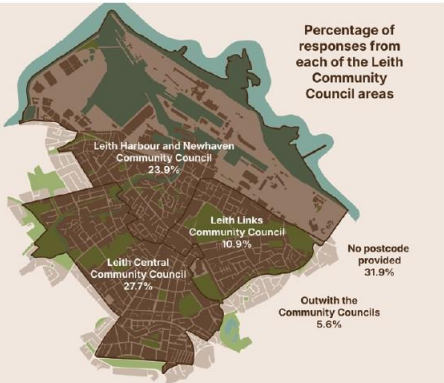 Percentage of
responses from
each of the Leith
Community
Council areas
Leith Harbour and Newhaven
Community Council
23.9%
Leith Links
Community Council
10.9%
Leith Central
Community Council
27.7%
No postcode
provided
31.9%
Outwith the
Community Councils
5.6%